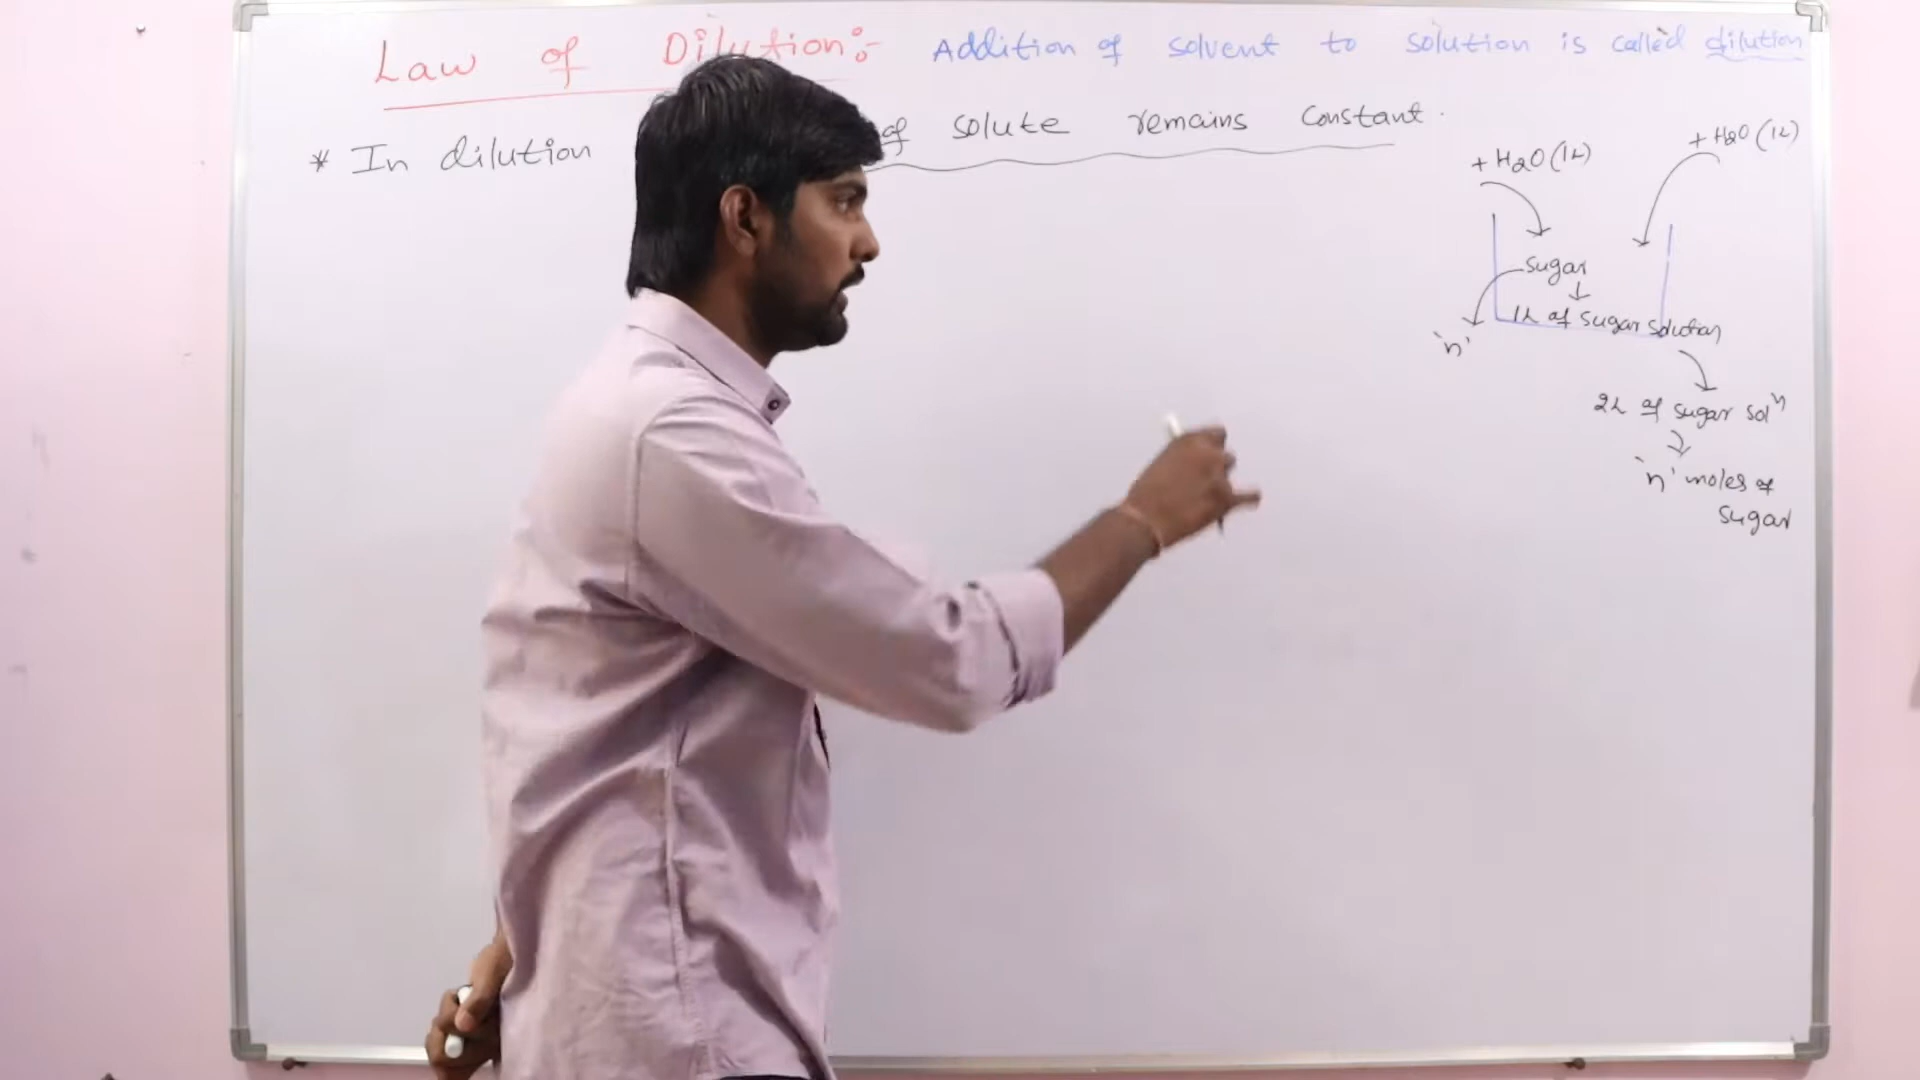 Law of Dilution:- Addition of solvent to solution is called dilution
* In dilution of solute remains constant.
+ H2O (1L)
+ H2O (1L)
sugar
1L of sugar solution
'n'
2L of sugar solⁿ
'n' moles of
sugar